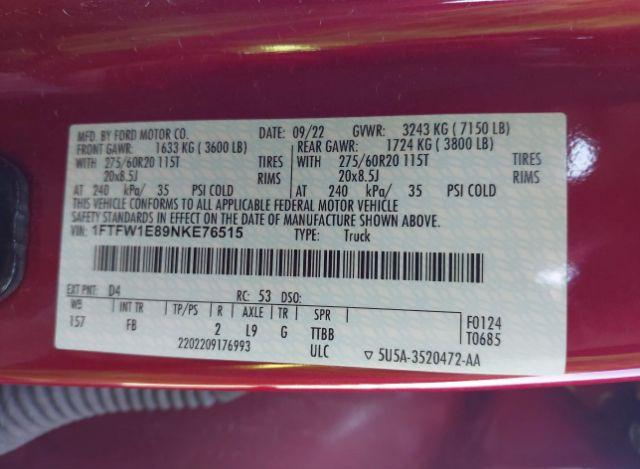 MFD. BY FORD MOTOR CO. DATE: 09/22 GVWR: 3243 KG ( 7150 LB)
FRONT GAWR: 1633 KG ( 3600 LB) REAR GAWR: 1724 KG ( 3800 LB)
WITH 275/60R20 115T TIRES WITH 275/60R20 115T TIRES
20x8.5J RIMS 20x8.5J RIMS
AT 240 kPa/ 35 PSI COLD AT 240 kPa/ 35 PSI COLD
THIS VEHICLE CONFORMS TO ALL APPLICABLE FEDERAL MOTOR VEHICLE
SAFETY STANDARDS IN EFFECT ON THE DATE OF MANUFACTURE SHOWN ABOVE.
VIN: 1FTFW1E89NKE76515 TYPE: Truck
EXT PNT: D4 RC: 53 DSO:
WB INT TR TP/PS R AXLE TR SPR F0124
157 FB 2 L9 G TTBB T0685
2202209176993 ULC ▽ 5U5A-3520472-AA